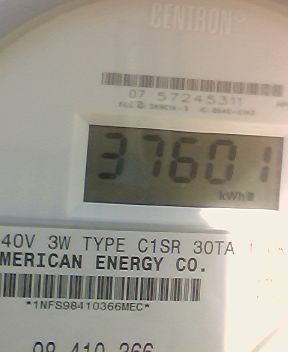 CENTRON®
07 57245311
37601
kWh
40V 3W TYPE C1SR 30TA
MERICAN ENERGY CO.
*1NFS98410366MEC*
98 410 366